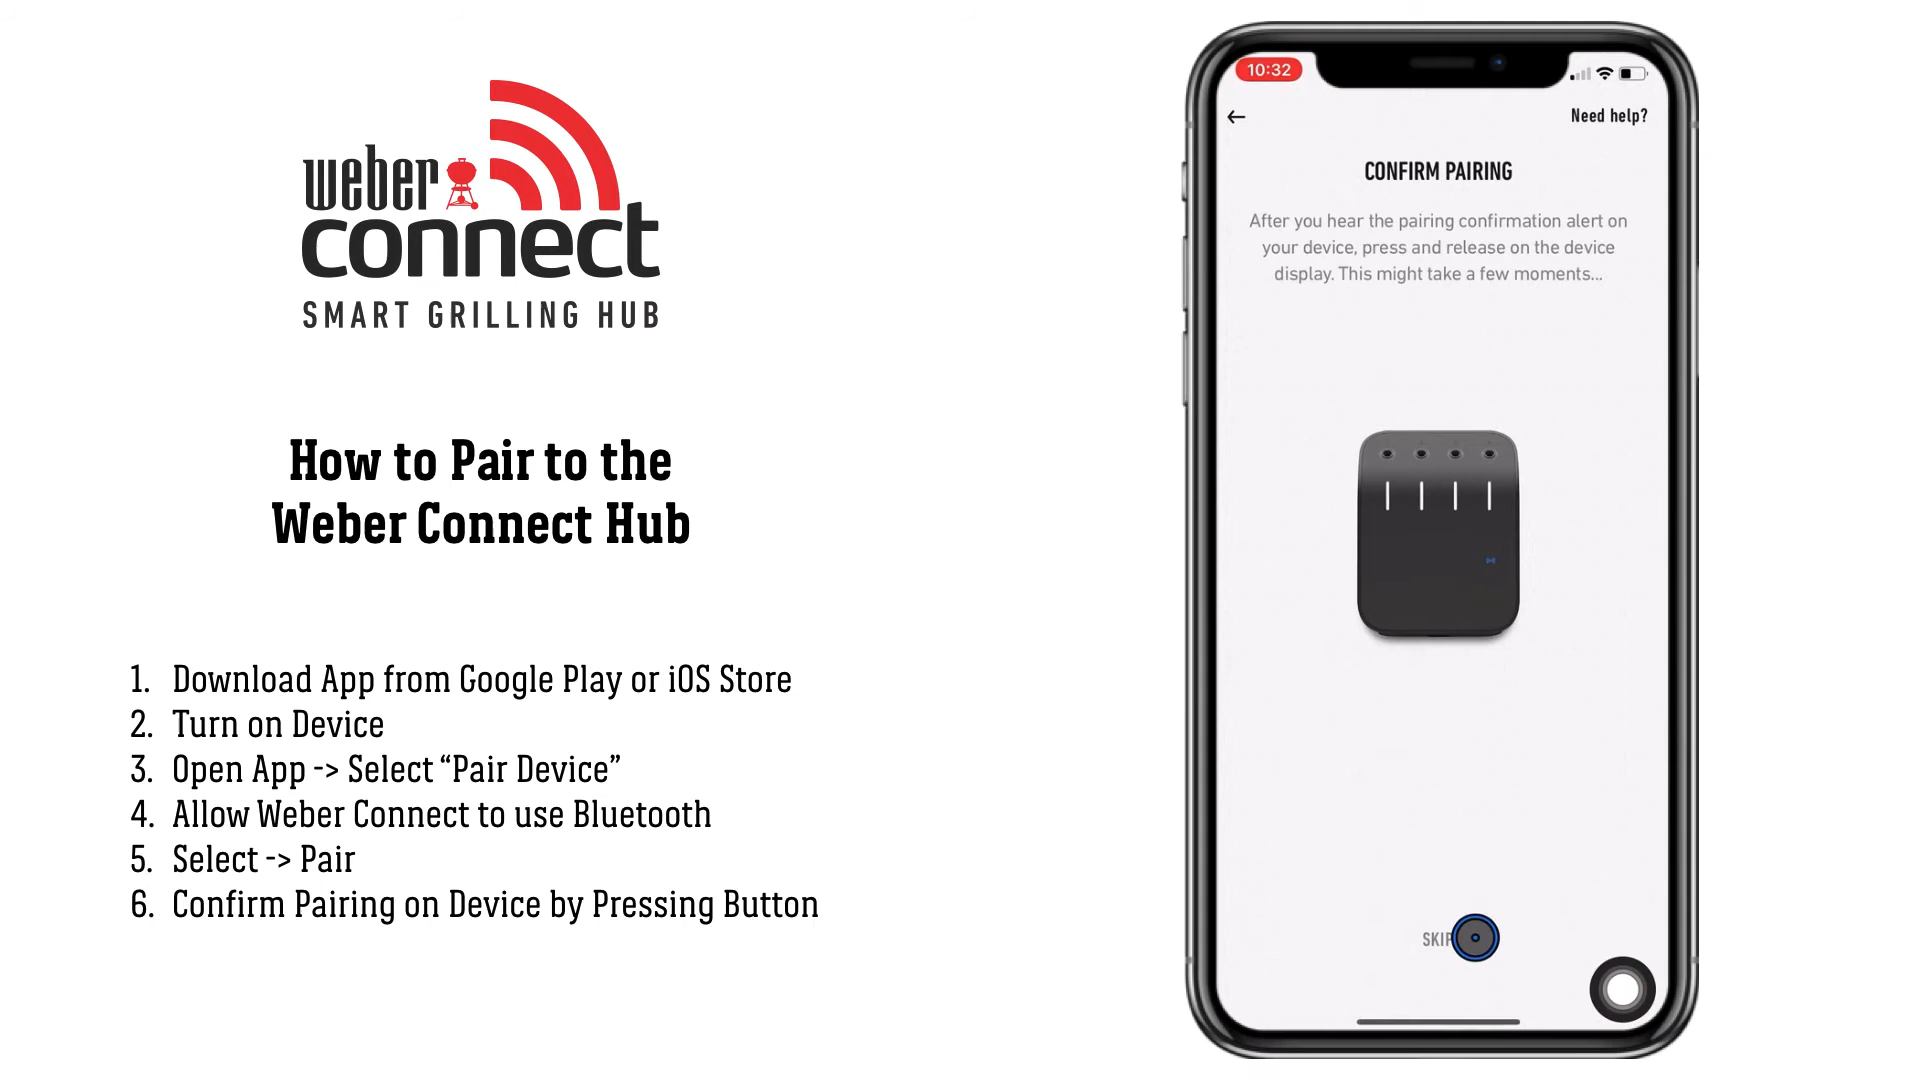 weber
connect
SMART GRILLING HUB
How to Pair to the
Weber Connect Hub
1. Download App from Google Play or iOS Store
2. Turn on Device
3. Open App -> Select “Pair Device”
4. Allow Weber Connect to use Bluetooth
5. Select -> Pair
6. Confirm Pairing on Device by Pressing Button
10:32
Need help?
CONFIRM PAIRING
After you hear the pairing confirmation alert on
your device, press and release on the device
display. This might take a few moments...
SKIP